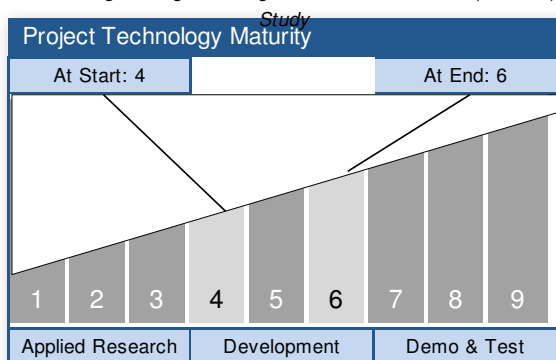 Study
Project Technology Maturity
At Start: 4 At End: 6
1 2 3 4 5 6 7 8 9
Applied Research Development Demo & Test